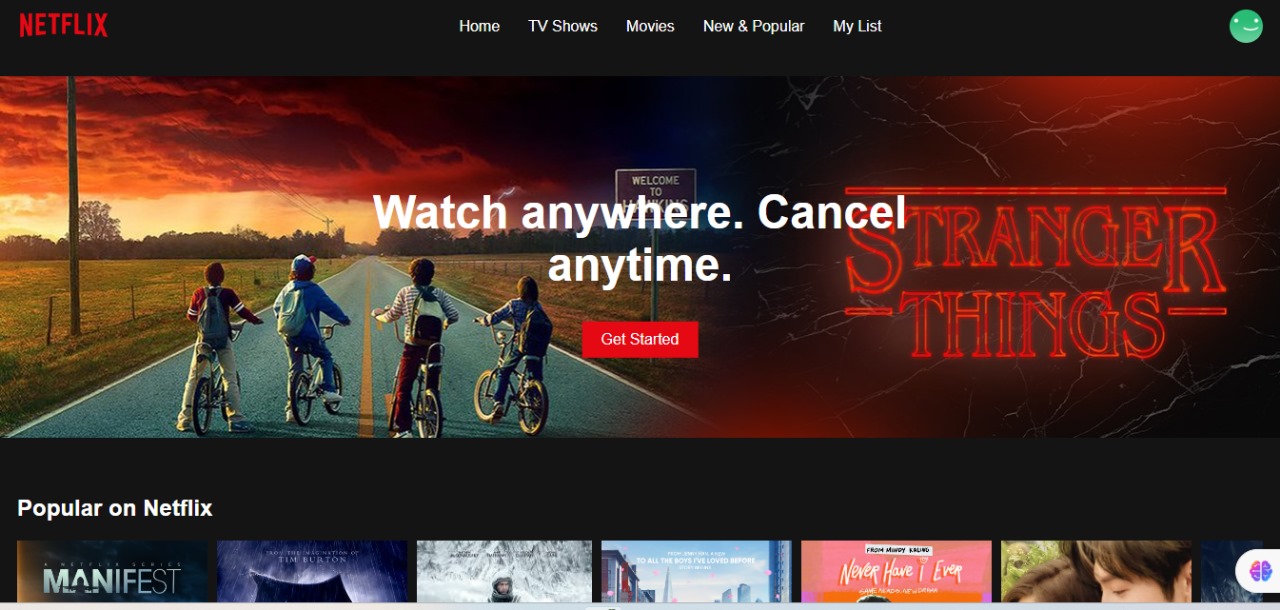 NETFLIX
Home
TV Shows
Movies
New & Popular
My List
WELCOME
TO
HAWKINS
Watch anywhere. Cancel
anytime.
Get Started
STRANGER
THINGS
Popular on Netflix
A NETFLIX SERIES
MANIFEST
FROM THE IMAGINATION OF
TIM BURTON
TO ALL THE BOYS I'VE LOVED BEFORE
FROM MINDY KALING
Never Have I Ever